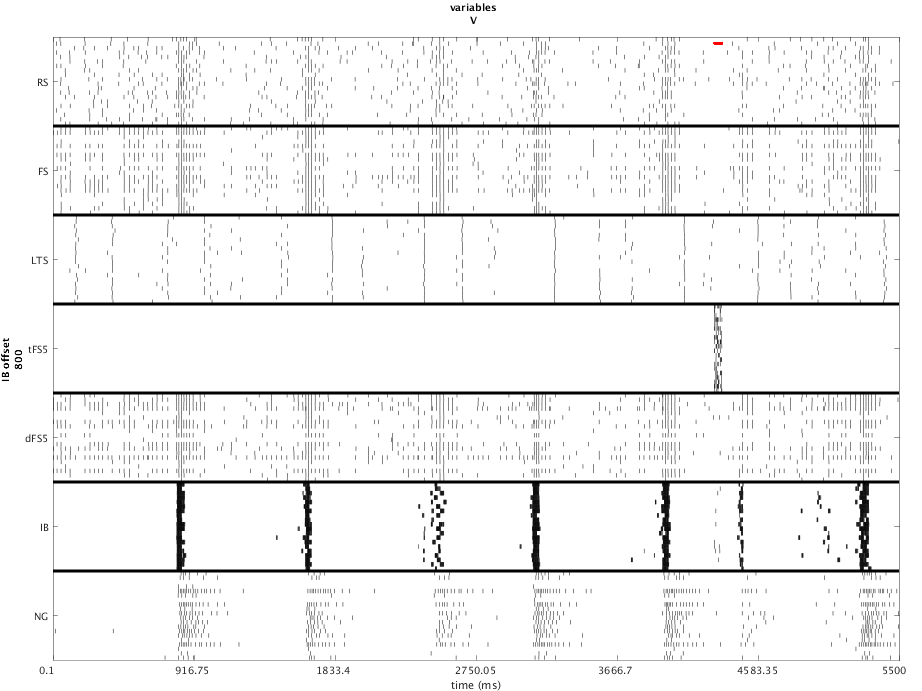 variables
V
RS
FS
LTS
tFS5
IB offset
800
dFS5
IB
NG
0.1
916.75
1833.4
2750.05
3666.7
4583.35
5500
time (ms)